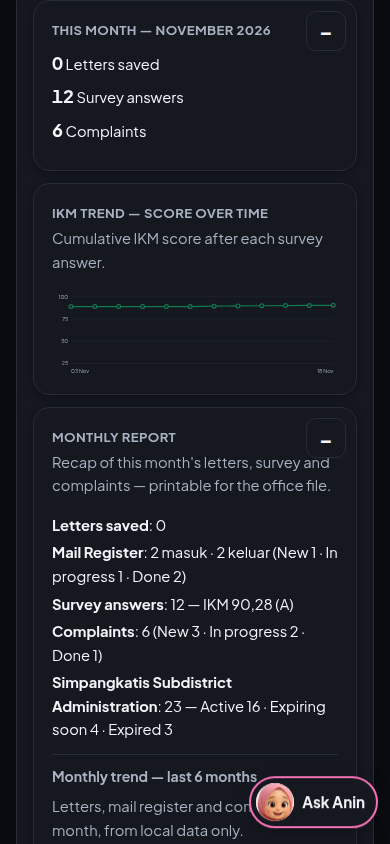 THIS MONTH — NOVEMBER 2026
–
0 Letters saved
12 Survey answers
6 Complaints
IKM TREND — SCORE OVER TIME
Cumulative IKM score after each survey
answer.
100
75
50
25
03 Nov
18 Nov
MONTHLY REPORT
–
Recap of this month's letters, survey and
complaints — printable for the office file.
Letters saved: 0
Mail Register: 2 masuk · 2 keluar (New 1 · In
progress 1 · Done 2)
Survey answers: 12 — IKM 90,28 (A)
Complaints: 6 (New 3 · In progress 2 ·
Done 1)
Simpangkatis Subdistrict
Administration: 23 — Active 16 · Expiring
soon 4 · Expired 3
Monthly trend — last 6 months
Letters, mail register and
month, from local data only.
Ask Anin